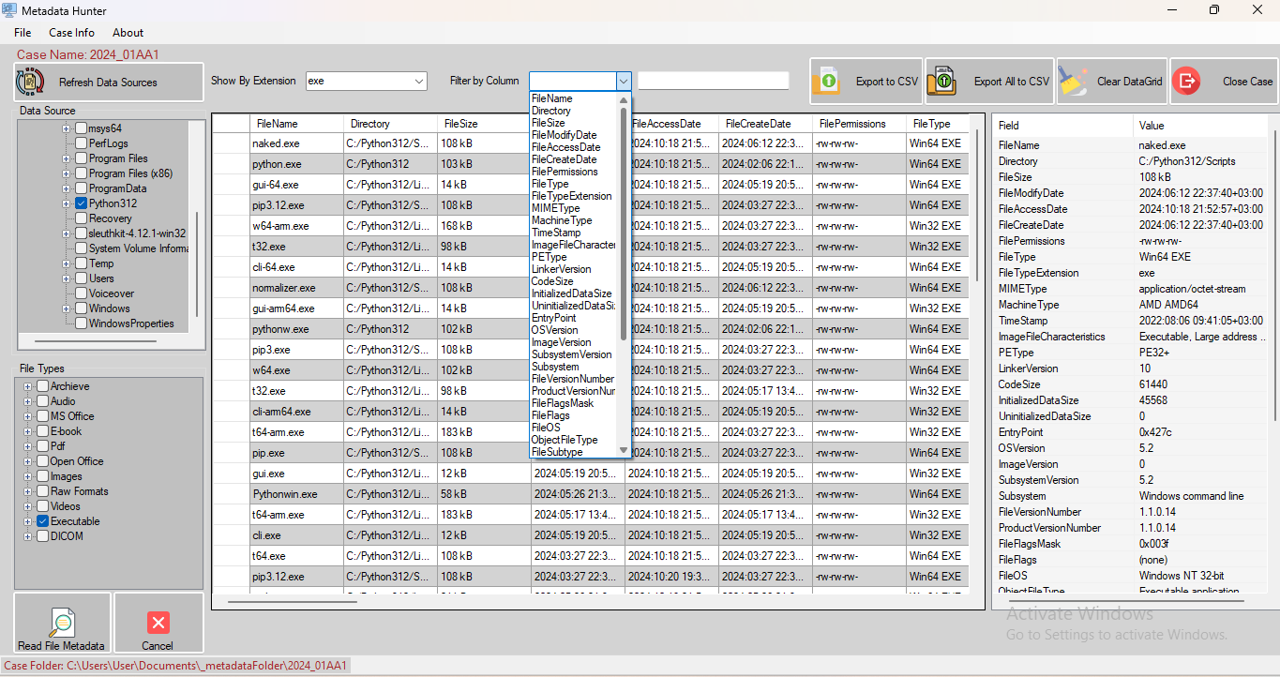 Metadata Hunter
File Case Info About
Case Name: 2024_01AA1
Refresh Data Sources
Show By Extension exe
Filter by Column
Export to CSV
Export All to CSV
Clear DataGrid
Close Case
Data Source
msys64
PerfLogs
Program Files
Program Files (x86)
ProgramData
Python312
Recovery
sleuthkit-4.12.1-win32
System Volume Informa
Temp
Users
Voiceover
Windows
WindowsProperties
File Types
Archieve
Audio
MS Office
E-book
Pdf
Open Office
Images
Raw Formats
Videos
Executable
DICOM
Read File Metadata
Cancel
FileName Directory FileSize FileAccessDate FileCreateDate FilePermissions FileType
naked.exe C:/Python312/S... 108 kB 2024:10:18 21:5... 2024:06:12 22:3... -rw-rw-rw- Win64 EXE
python.exe C:/Python312 103 kB 2024:10:18 21:5... 2024:02:06 22:1... -rw-rw-rw- Win64 EXE
gui-64.exe C:/Python312/Li... 14 kB 2024:10:18 21:5... 2024:05:19 20:5... -rw-rw-rw- Win64 EXE
pip3.12.exe C:/Python312/S... 108 kB 2024:10:18 21:5... 2024:03:27 22:3... -rw-rw-rw- Win64 EXE
w64-arm.exe C:/Python312/Li... 168 kB 2024:10:18 21:5... 2024:03:27 22:3... -rw-rw-rw- Win64 EXE
t32.exe C:/Python312/Li... 98 kB 2024:10:18 21:5... 2024:03:27 22:3... -rw-rw-rw- Win32 EXE
cli-64.exe C:/Python312/Li... 14 kB 2024:10:18 21:5... 2024:05:19 20:5... -rw-rw-rw- Win64 EXE
normalizer.exe C:/Python312/S... 108 kB 2024:10:18 21:5... 2024:06:12 22:3... -rw-rw-rw- Win64 EXE
gui-arm64.exe C:/Python312/Li... 14 kB 2024:10:18 21:5... 2024:05:19 20:5... -rw-rw-rw- Win32 EXE
pythonw.exe C:/Python312 102 kB 2024:10:18 21:5... 2024:02:06 22:1... -rw-rw-rw- Win64 EXE
pip3.exe C:/Python312/S... 108 kB 2024:10:18 21:5... 2024:03:27 22:3... -rw-rw-rw- Win64 EXE
w64.exe C:/Python312/Li... 102 kB 2024:10:18 21:5... 2024:03:27 22:3... -rw-rw-rw- Win64 EXE
t32.exe C:/Python312/Li... 98 kB 2024:10:18 21:5... 2024:05:17 13:4... -rw-rw-rw- Win32 EXE
cli-arm64.exe C:/Python312/Li... 14 kB 2024:10:18 21:5... 2024:05:19 20:5... -rw-rw-rw- Win32 EXE
t64-arm.exe C:/Python312/Li... 183 kB 2024:10:18 21:5... 2024:03:27 22:3... -rw-rw-rw- Win32 EXE
pip.exe C:/Python312/S... 108 kB 2024:10:18 21:5... 2024:03:27 22:3... -rw-rw-rw- Win64 EXE
gui.exe C:/Python312/Li... 12 kB 2024:05:19 20:5... 2024:10:18 21:5... 2024:05:19 20:5... -rw-rw-rw- Win32 EXE
Pythonwin.exe C:/Python312/Li... 58 kB 2024:05:26 21:3... 2024:10:18 21:5... 2024:05:26 21:3... -rw-rw-rw- Win64 EXE
t64-arm.exe C:/Python312/Li... 183 kB 2024:05:17 13:4... 2024:10:18 21:5... 2024:05:17 13:4... -rw-rw-rw- Win32 EXE
cli.exe C:/Python312/Li... 12 kB 2024:05:19 20:5... 2024:10:18 21:5... 2024:05:19 20:5... -rw-rw-rw- Win32 EXE
t64.exe C:/Python312/Li... 108 kB 2024:03:27 22:3... 2024:10:18 21:5... 2024:03:27 22:3... -rw-rw-rw- Win64 EXE
pip3.12.exe C:/Python312/S... 108 kB 2024:03:27 22:3... 2024:10:20 19:3... 2024:03:27 22:3... -rw-rw-rw- Win64 EXE
FileName
Directory
FileSize
FileModifyDate
FileAccessDate
FileCreateDate
FilePermissions
FileType
FileTypeExtension
MIMEType
MachineType
TimeStamp
ImageFileCharacter
PEType
LinkerVersion
CodeSize
InitializedDataSize
UninitializedDataSi
EntryPoint
OSVersion
ImageVersion
SubsystemVersion
Subsystem
FileVersionNumber
ProductVersionNur
FileFlagsMask
FileFlags
FileOS
ObjectFileType
FileSubtype
Field Value
FileName naked.exe
Directory C:/Python312/Scripts
FileSize 108 kB
FileModifyDate 2024:06:12 22:37:40+03:00
FileAccessDate 2024:10:18 21:52:57+03:00
FileCreateDate 2024:06:12 22:37:40+03:00
FilePermissions -rw-rw-rw-
FileType Win64 EXE
FileTypeExtension exe
MIMEType application/octet-stream
MachineType AMD AMD64
TimeStamp 2022:08:06 09:41:05+03:00
ImageFileCharacteristics Executable, Large address ..
PEType PE32+
LinkerVersion 10
CodeSize 61440
InitializedDataSize 45568
UninitializedDataSize 0
EntryPoint 0x427c
OSVersion 5.2
ImageVersion 0
SubsystemVersion 5.2
Subsystem Windows command line
FileVersionNumber 1.1.0.14
ProductVersionNumber 1.1.0.14
FileFlagsMask 0x003f
FileFlags (none)
FileOS Windows NT 32-bit
ObjectFileType Executable application
Activate Windows
Go to Settings to activate Windows.
Case Folder: C:\Users\User\Documents\_metadataFolder\2024_01AA1